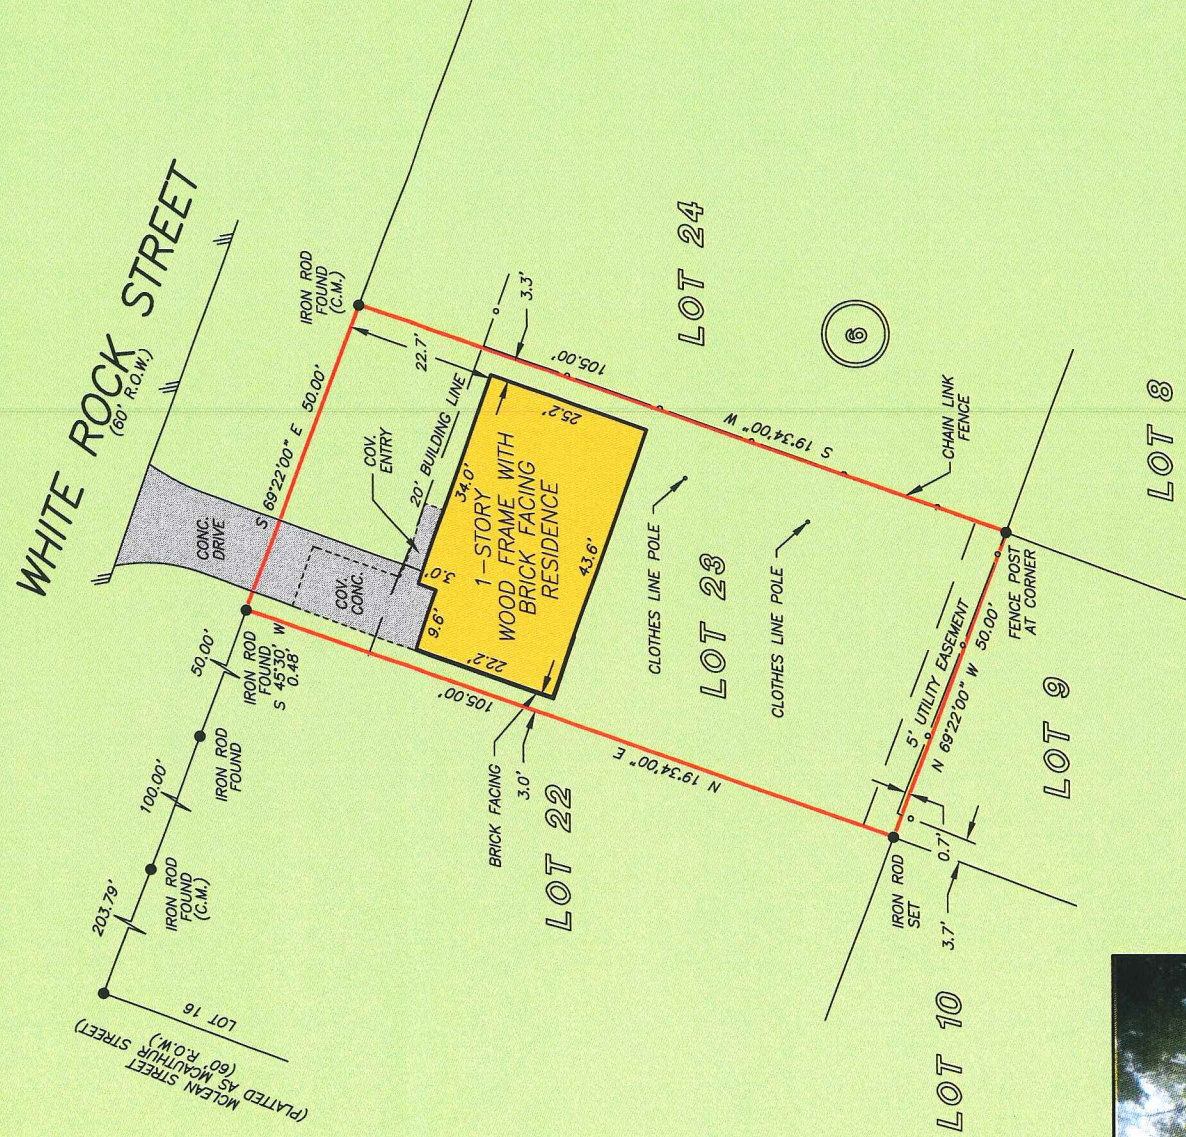 WHITE ROCK STREET
(60' R.O.W.)
IRON ROD
FOUND
(C.M.)
S 69°22'00" E 50.00'
CONC.
DRIVE
COV.
CONC.
COV.
ENTRY
20' BUILDING LINE
22.7'
3.3'
105.00'
S 19°34'00" W
LOT 24
6
CHAIN LINK
FENCE
LOT 8
34.0'
25.2'
3.0'
9.6'
22.2'
43.6'
1-STORY
WOOD FRAME WITH
BRICK FACING
RESIDENCE
CLOTHES LINE POLE
CLOTHES LINE POLE
LOT 23
5' UTILITY EASEMENT
N 69°22'00" W 50.00'
FENCE POST
AT CORNER
LOT 9
50.00'
IRON ROD
FOUND
S 45°30' W
0.48'
IRON ROD
FOUND
100.00'
IRON ROD
FOUND
(C.M.)
203.79'
105.00'
N 19°34'00" E
BRICK FACING
3.0'
LOT 22
IRON ROD
SET
0.7'
3.7'
LOT 10
LOT 16
MCLEAN STREET
(PLATTED AS MCAUTHUR STREET)
(60' R.O.W.)